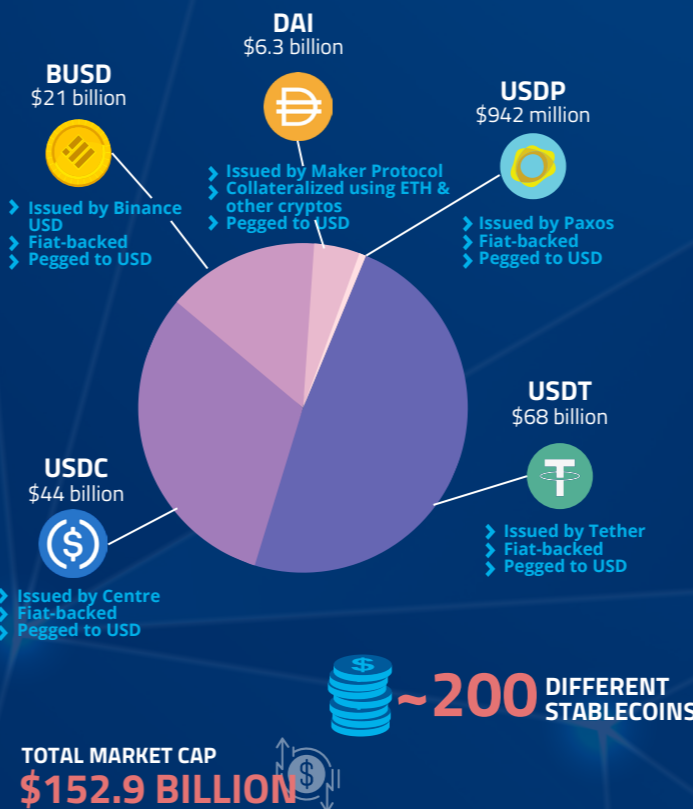 DAI
$6.3 billion
BUSD
$21 billion
USDP
$942 million
Issued by Maker Protocol
Collateralized using ETH &
other cryptos
Pegged to USD
Issued by Binance
USD
Fiat-backed
Pegged to USD
Issued by Paxos
Fiat-backed
Pegged to USD
USDT
$68 billion
Issued by Tether
Fiat-backed
Pegged to USD
USDC
$44 billion
Issued by Centre
Fiat-backed
Pegged to USD
~200 DIFFERENT
STABLECOINS
TOTAL MARKET CAP
$152.9 BILLION